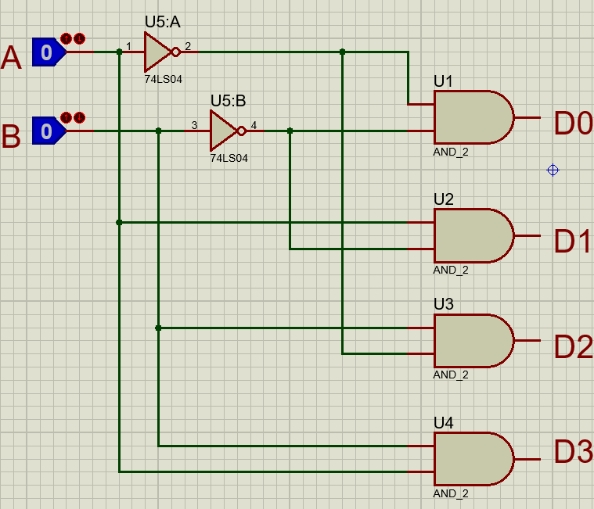 U5:A
A
0
1
2
74LS04
U1
U5:B
B
0
3
4
74LS04
D0
AND_2
U2
D1
AND_2
U3
D2
AND_2
U4
D3
AND_2